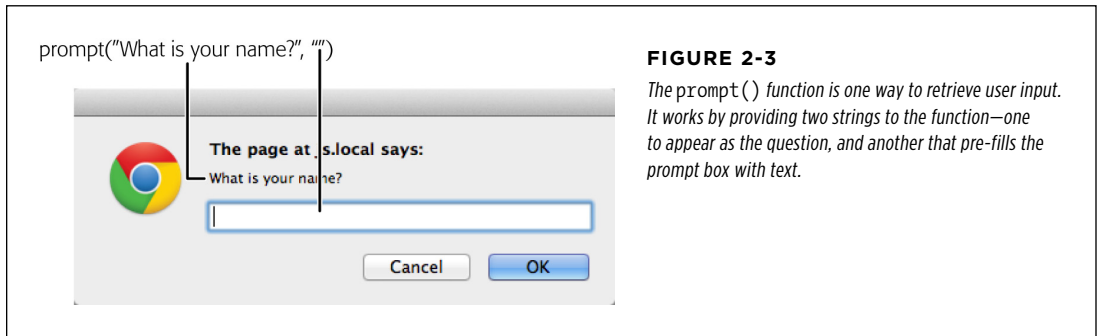 prompt("What is your name?", "")
The page at js.local says:
What is your name?
Cancel
OK
FIGURE 2-3
The prompt() function is one way to retrieve user input.
It works by providing two strings to the function—one
to appear as the question, and another that pre-fills the
prompt box with text.